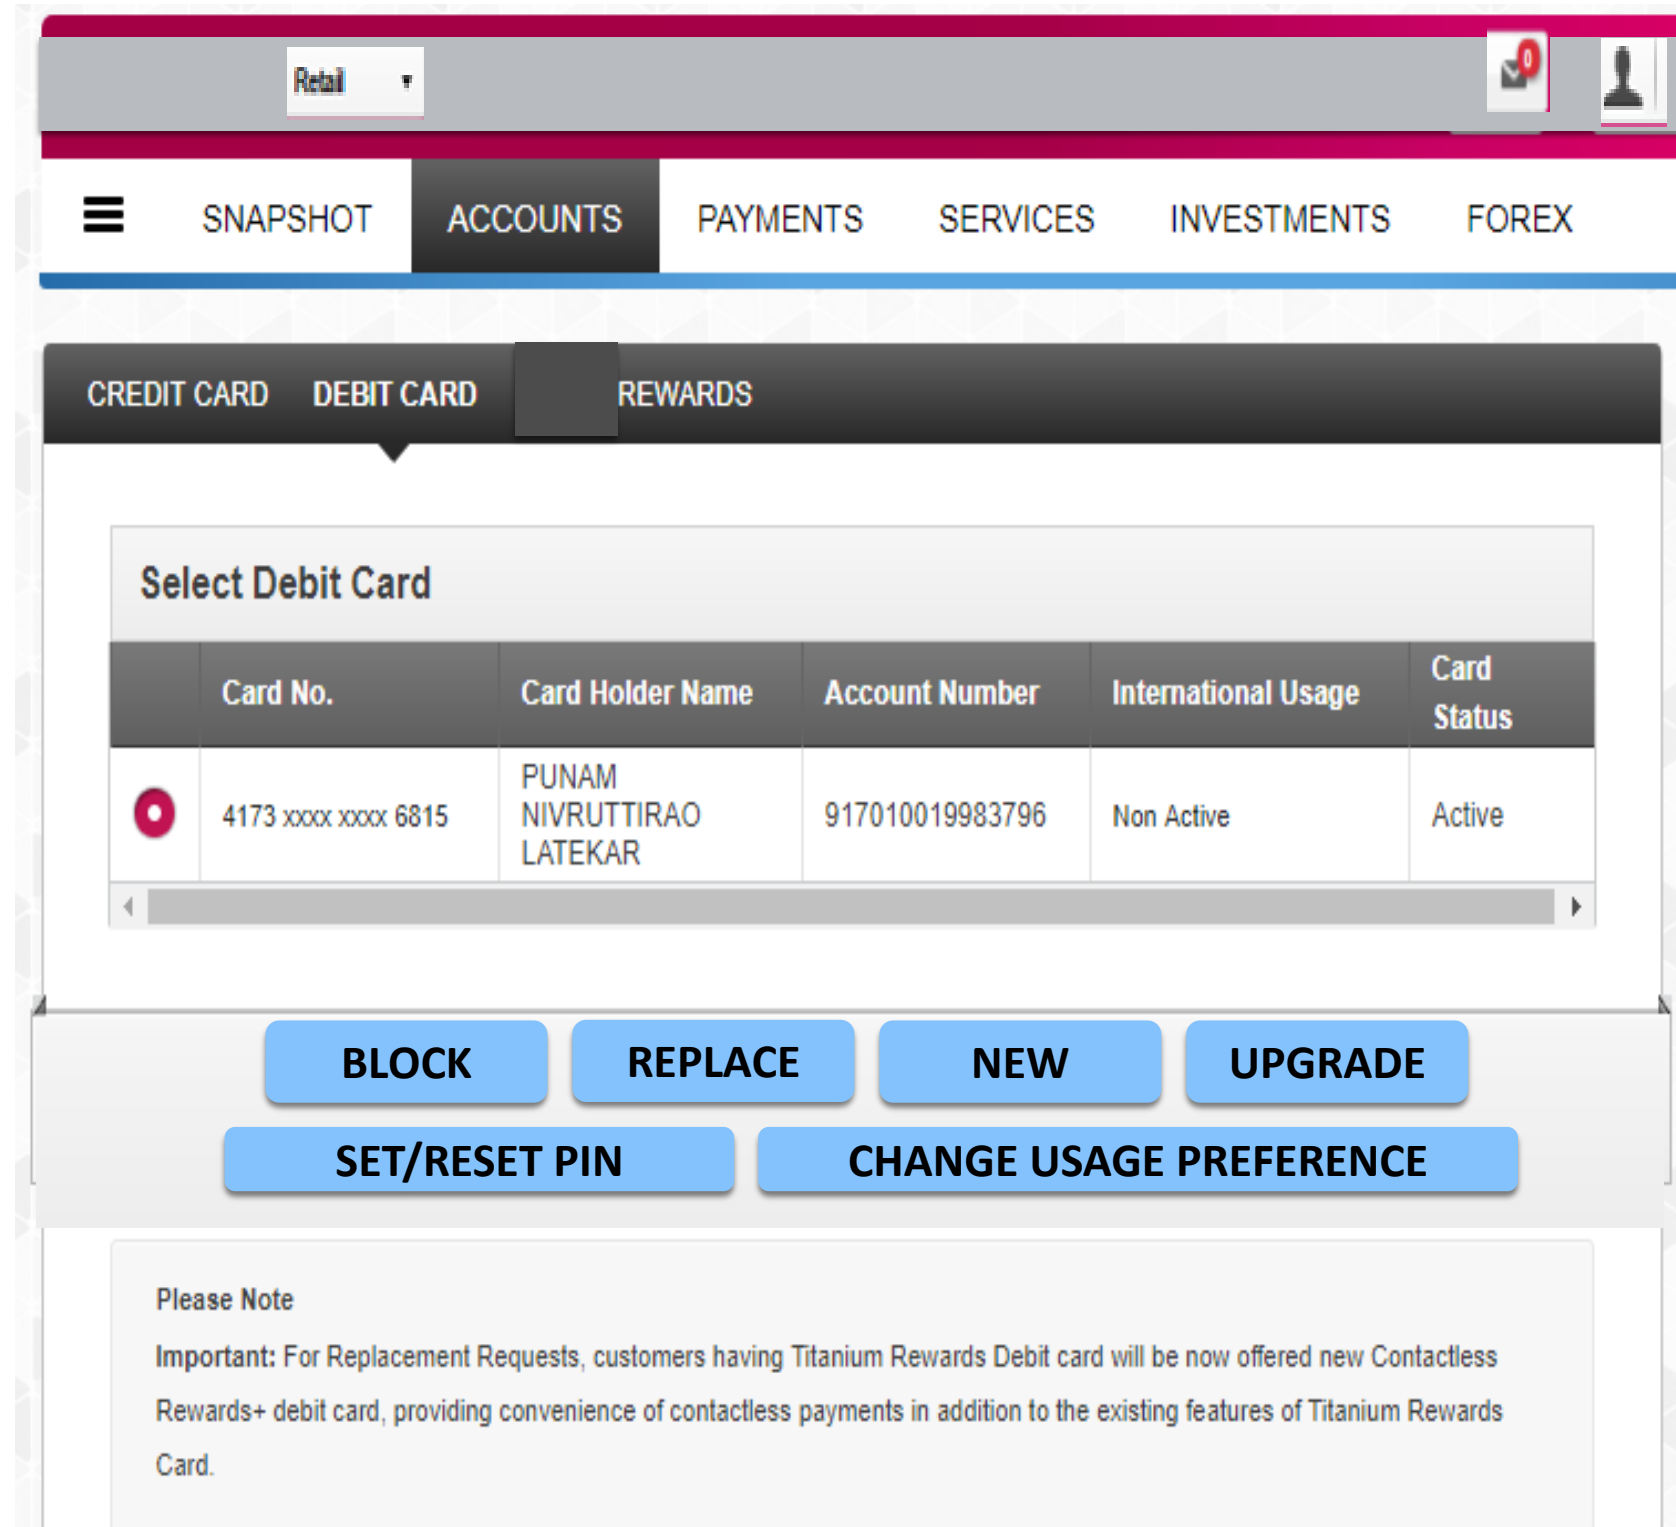 Retail
0
SNAPSHOT ACCOUNTS PAYMENTS SERVICES INVESTMENTS FOREX
CREDIT CARD DEBIT CARD REWARDS
Select Debit Card
Card No. Card Holder Name Account Number International Usage Card Status
4173 xxxx xxxx 6815 PUNAM NIVRUTTIRAO LATEKAR 917010019983796 Non Active Active
BLOCK REPLACE NEW UPGRADE
SET/RESET PIN CHANGE USAGE PREFERENCE
Please Note
Important: For Replacement Requests, customers having Titanium Rewards Debit card will be now offered new Contactless
Rewards+ debit card, providing convenience of contactless payments in addition to the existing features of Titanium Rewards
Card.